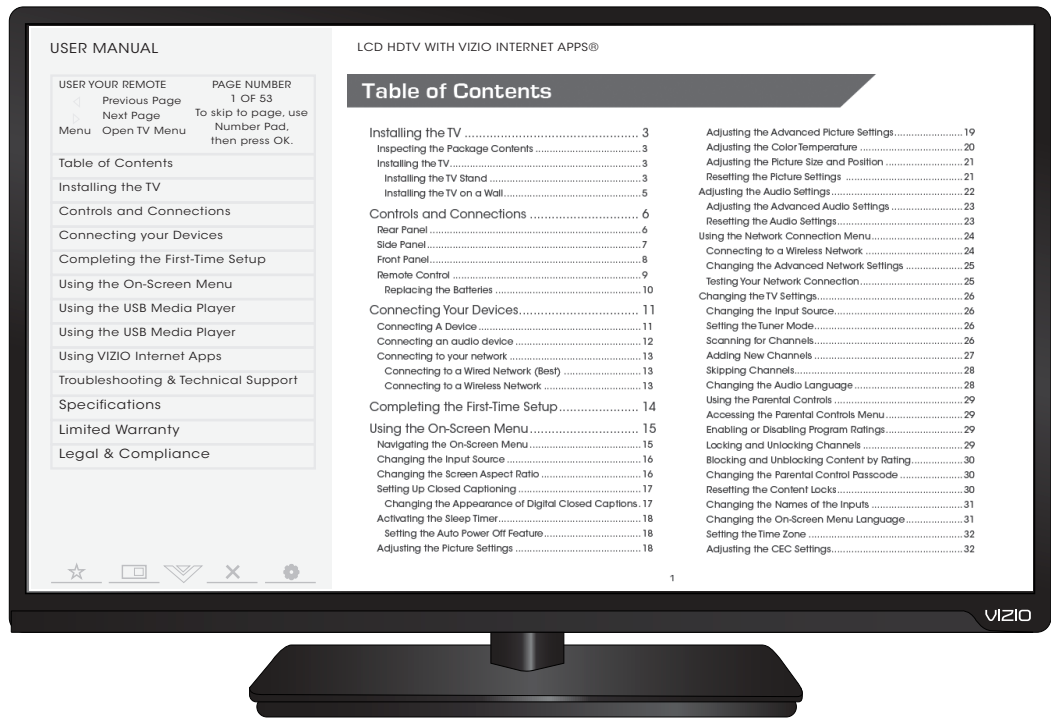 USER MANUAL
USER YOUR REMOTE
Previous Page
Next Page
Menu Open TV Menu
PAGE NUMBER
1 OF 53
To skip to page, use
Number Pad,
then press OK.
Table of Contents
Installing the TV
Controls and Connections
Connecting your Devices
Completing the First-Time Setup
Using the On-Screen Menu
Using the USB Media Player
Using the USB Media Player
Using VIZIO Internet Apps
Troubleshooting & Technical Support
Specifications
Limited Warranty
Legal & Compliance
LCD HDTV WITH VIZIO INTERNET APPS®
Table of Contents
Installing the TV ........ 3
Inspecting the Package Contents ........ 3
Installing the TV ........ 3
Installing the TV Stand ........ 3
Installing the TV on a Wall ........ 5
Controls and Connections ........ 6
Rear Panel ........ 6
Side Panel ........ 7
Front Panel ........ 8
Remote Control ........ 9
Replacing the Batteries ........ 10
Connecting Your Devices ........ 11
Connecting A Device ........ 11
Connecting an audio device ........ 12
Connecting to your network ........ 13
Connecting to a Wired Network (Best) ........ 13
Connecting to a Wireless Network ........ 13
Completing the First-Time Setup ........ 14
Using the On-Screen Menu ........ 15
Navigating the On-Screen Menu ........ 15
Changing the Input Source ........ 16
Changing the Screen Aspect Ratio ........ 16
Setting Up Closed Captioning ........ 17
Changing the Appearance of Digital Closed Captions. 17
Activating the Sleep Timer ........ 18
Setting the Auto Power Off Feature ........ 18
Adjusting the Picture Settings ........ 18
Adjusting the Advanced Picture Settings ........ 19
Adjusting the Color Temperature ........ 20
Adjusting the Picture Size and Position ........ 21
Resetting the Picture Settings ........ 21
Adjusting the Audio Settings ........ 22
Adjusting the Advanced Audio Settings ........ 23
Resetting the Audio Settings ........ 23
Using the Network Connection Menu ........ 24
Connecting to a Wireless Network ........ 24
Changing the Advanced Network Settings ........ 25
Testing Your Network Connection ........ 25
Changing the TV Settings ........ 26
Changing the Input Source ........ 26
Setting the Tuner Mode ........ 26
Scanning for Channels ........ 26
Adding New Channels ........ 27
Skipping Channels ........ 28
Changing the Audio Language ........ 28
Using the Parental Controls ........ 29
Accessing the Parental Controls Menu ........ 29
Enabling or Disabling Program Ratings ........ 29
Locking and Unlocking Channels ........ 29
Blocking and Unblocking Content by Rating ........ 30
Changing the Parental Control Passcode ........ 30
Resetting the Content Locks ........ 30
Changing the Names of the Inputs ........ 31
Changing the On-Screen Menu Language ........ 31
Setting the Time Zone ........ 32
Adjusting the CEC Settings ........ 32
1
VIZIO